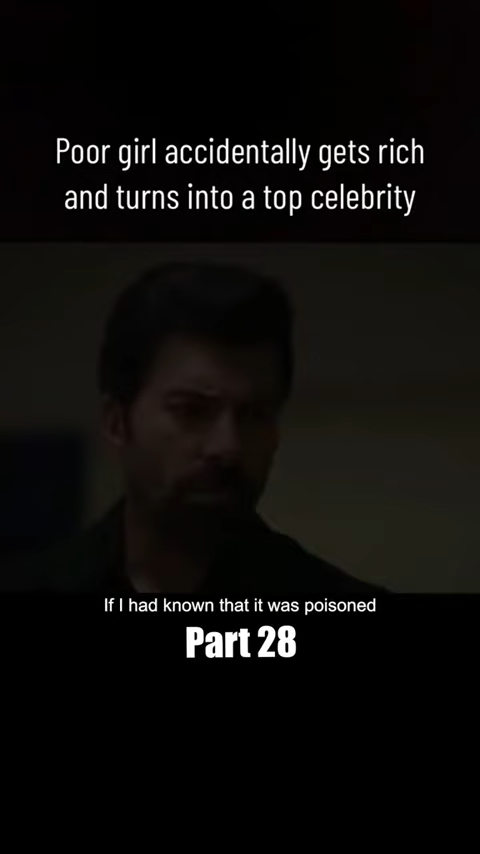 Poor girl accidentally gets rich
and turns into a top celebrity
If I had known that it was poisoned
Part 28